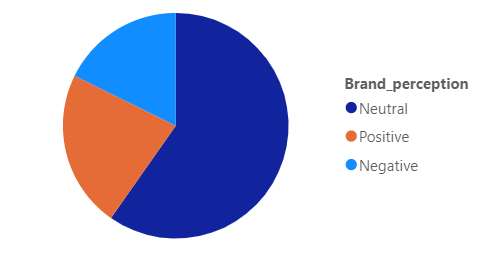 Brand_perception
Neutral
Positive
Negative